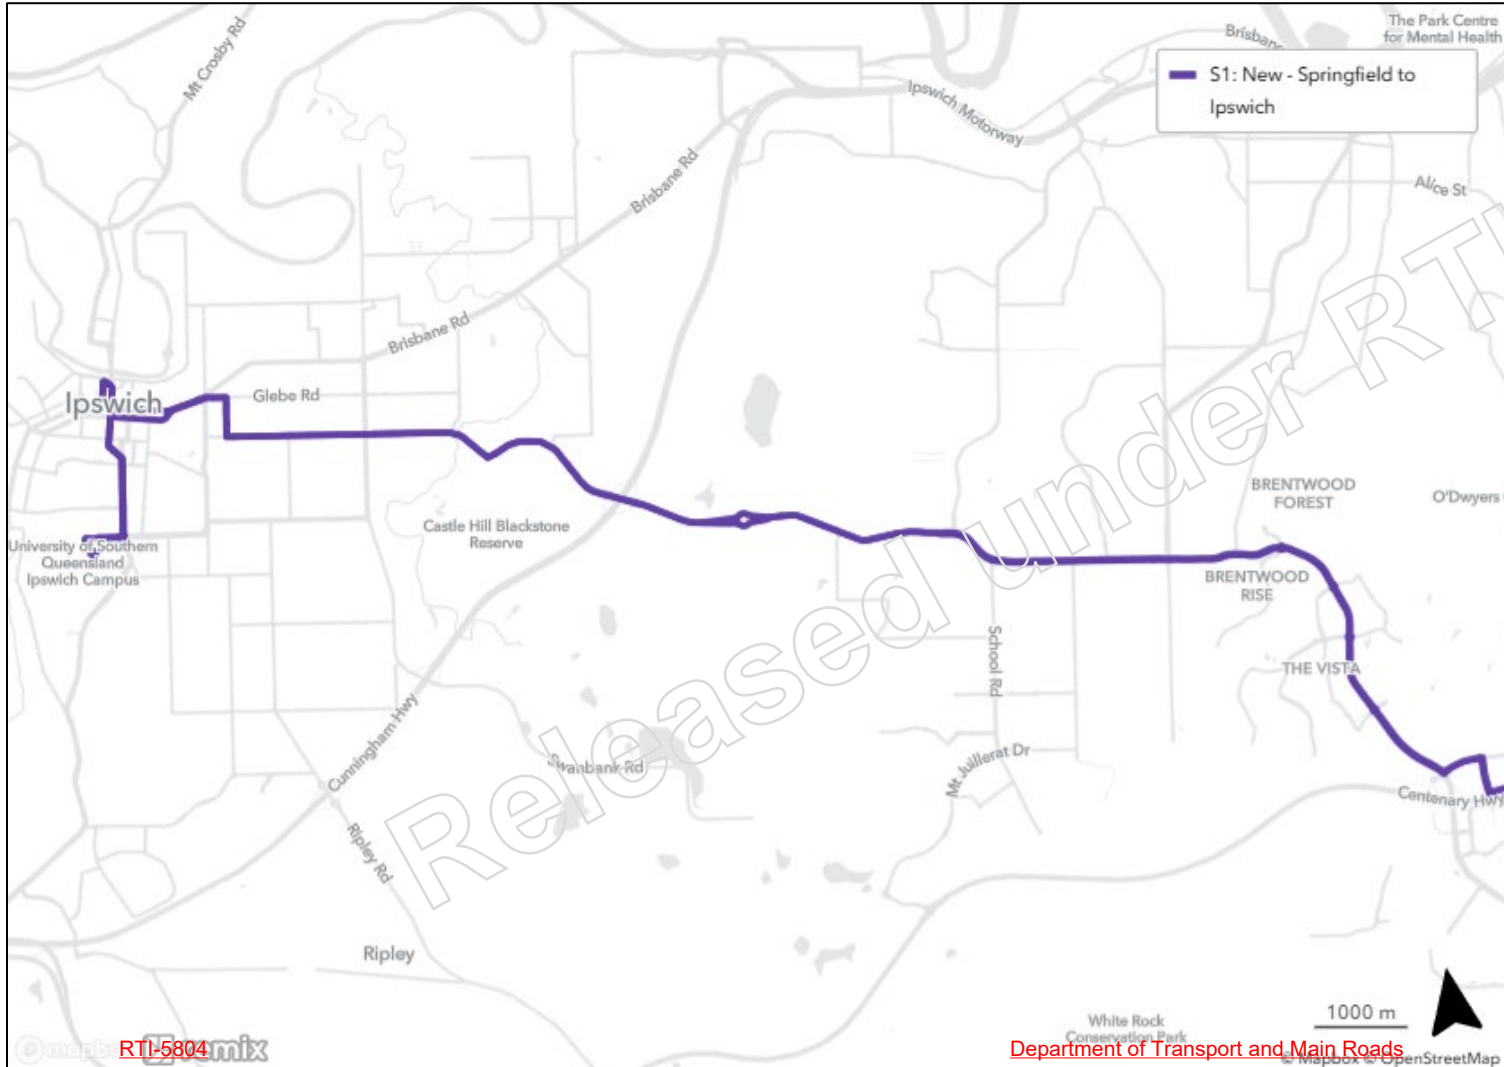 The Park Centre
for Mental Health
Mt Crosby Rd
S1: New - Springfield to
Ipswich
Ipswich Motorway
Brisbane Rd
Alice St
Brisbane Rd
Glebe Rd
Ipswich
BRENTWOOD
FOREST
O'Dwyers
Castle Hill Blackstone
Reserve
University of Southern
Queensland
Ipswich Campus
BRENTWOOD
RISE
School Rd
THE VISTA
Cunningham Hwy
Swanbank Rd
Mt Juillerat Dr
Centenary Hwy
Ripley Rd
Ripley
Released under RTI
1000 m
White Rock
Conservation Park
RTI-5804
Department of Transport and Main Roads
© Mapbox © OpenStreetMap